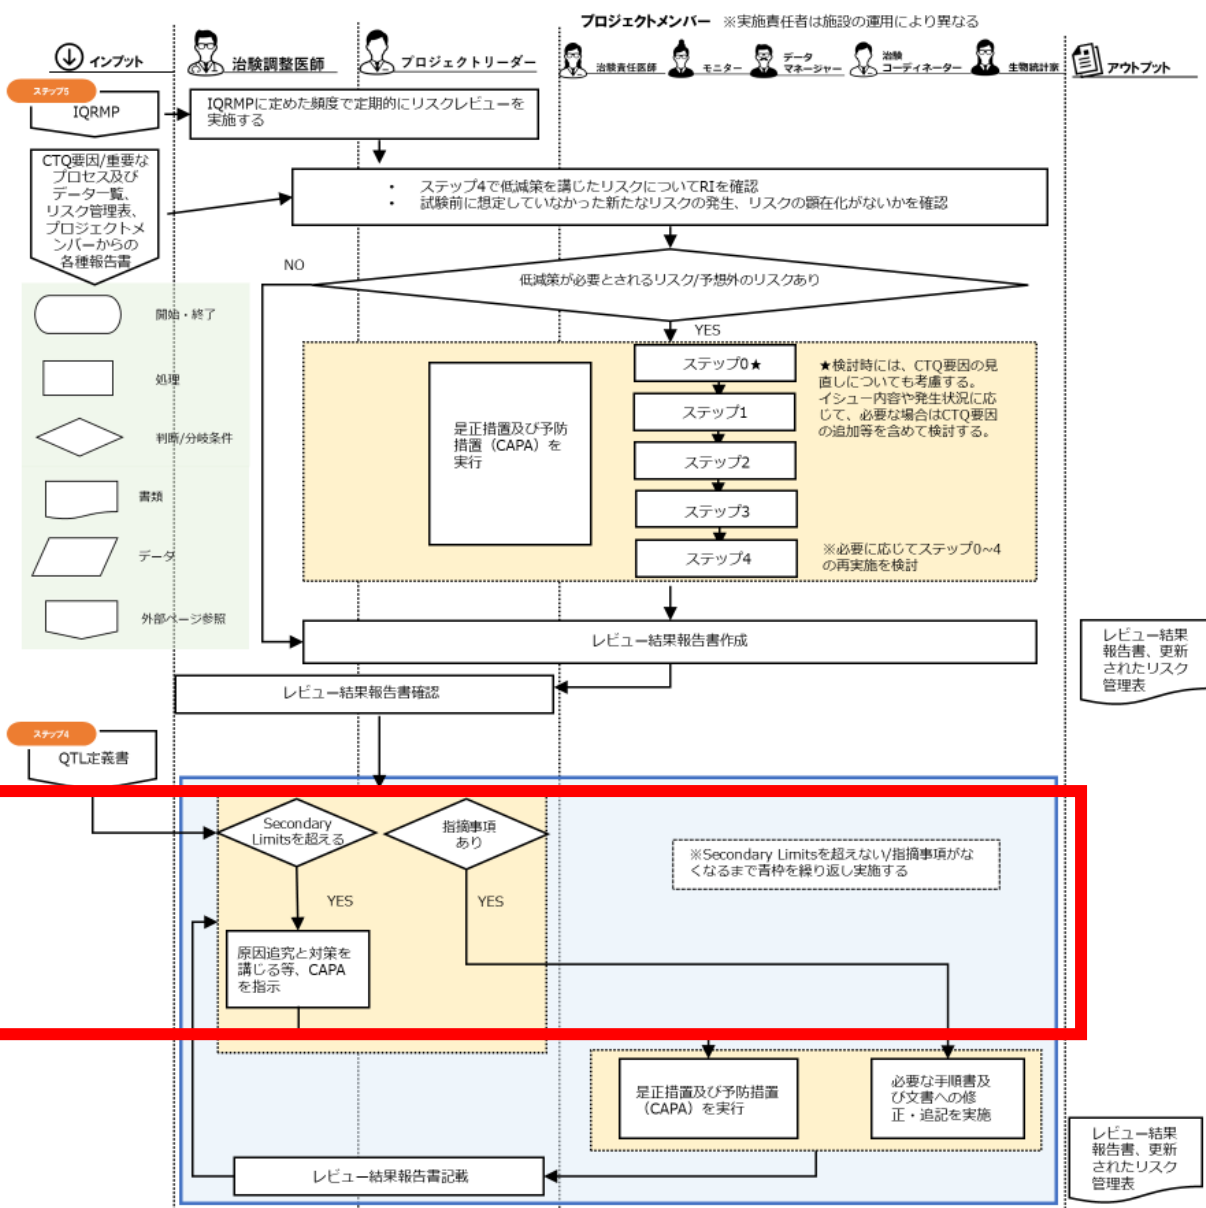 プロジェクトメンバー ※実施責任者は施設の運用により異なる
インプット
治験調整医師
プロジェクトリーダー
治験責任医師
モニター
データ
マネージャー
治験
コーディネーター
生物統計家
アウトプット
ステップ5
IQRMP
IQRMPに定めた頻度で定期的にリスクレビューを
実施する
CTQ要因/重要な
プロセス及び
データ一覧、
リスク管理表、
プロジェクトメ
ンバーからの
各種報告書
・ ステップ4で低減策を講じたリスクについてRIを確認
・ 試験前に想定していなかった新たなリスクの発生、リスクの顕在化がないかを確認
NO
低減策が必要とされるリスク/予想外のリスクあり
YES
開始・終了
処理
判断/分岐条件
書類
データ
外部ページ参照
是正措置及び予防
措置（CAPA）を
実行
ステップ0★
ステップ1
ステップ2
ステップ3
ステップ4
★検討時には、CTQ要因の見
直しについても考慮する。
イシュー内容や発生状況に応
じて、必要な場合はCTQ要因
の追加等を含めて検討する。
※必要に応じてステップ0~4
の再実施を検討
レビュー結果報告書作成
レビュー結果
報告書、更新
されたリスク
管理表
レビュー結果報告書確認
ステップ4
QTL定義書
Secondary
Limitsを超える
指摘事項
あり
※Secondary Limitsを超えない/指摘事項がな
くなるまで青枠を繰り返し実施する
YES
YES
原因追究と対策を
講じる等、CAPA
を指示
是正措置及び予防措置
（CAPA）を実行
必要な手順書及
び文書への修
正・追記を実施
レビュー結果報告書記載
レビュー結果
報告書、更新
されたリスク
管理表